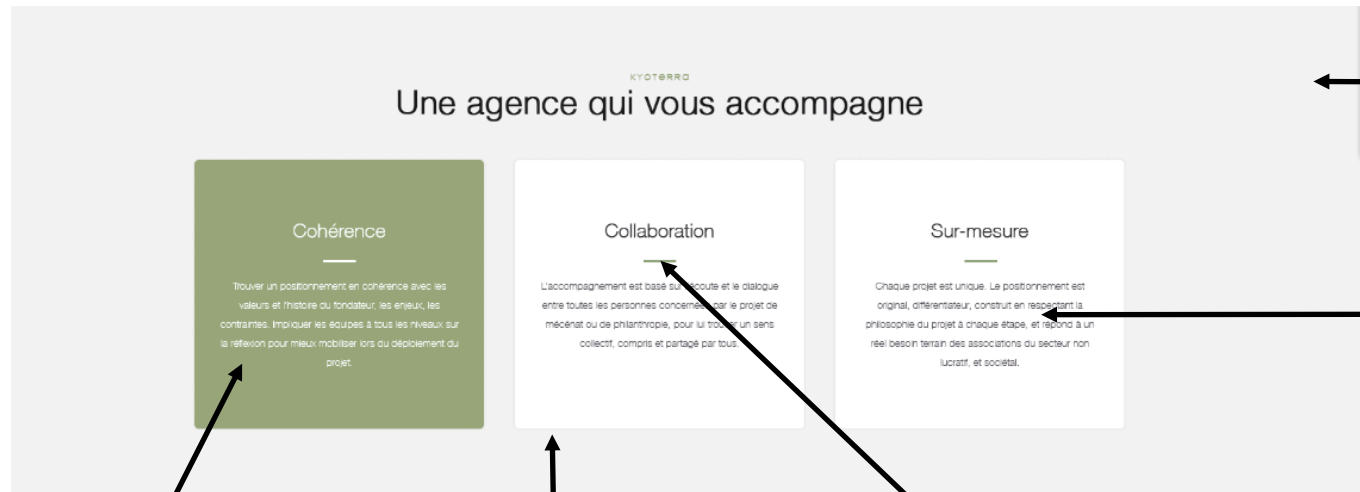 KYOTERRA
Une agence qui vous accompagne
Cohérence
Trouver un positionnement en cohérence avec les
valeurs et l'histoire du fondateur, les enjeux, les
contraintes. Impliquer les équipes à tous les niveaux sur
la réflexion pour mieux mobiliser lors du déploiement du
projet.
Collaboration
L'accompagnement est basé sur l'écoute et le dialogue
entre toutes les personnes concernées par le projet de
mécénat ou de philanthropie, pour lui trouver un sens
collectif, compris et partagé par tous.
Sur-mesure
Chaque projet est unique. Le positionnement est
original, différentiateur, construit en respectant la
philosophie du projet à chaque étape, et répond à un
réel besoin terrain des associations du secteur non
lucratif, et sociétal.